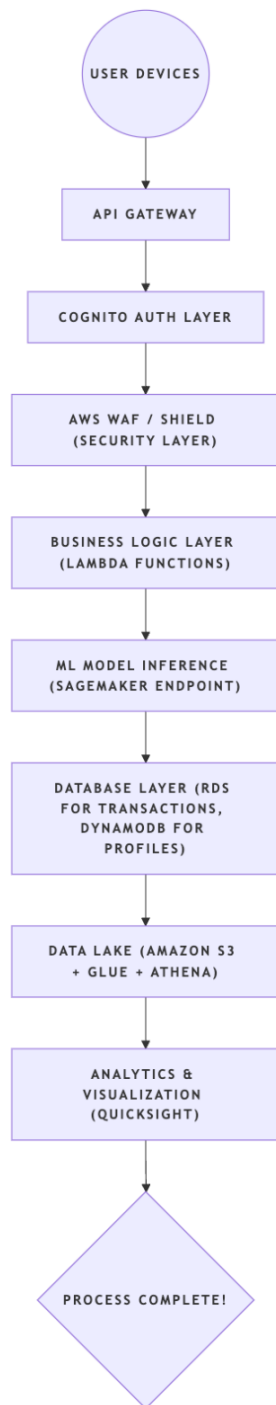 USER DEVICES
API GATEWAY
COGNITO AUTH LAYER
AWS WAF / SHIELD
(SECURITY LAYER)
BUSINESS LOGIC LAYER
(LAMBDA FUNCTIONS)
ML MODEL INFERENCE
(SAGEMAKER ENDPOINT)
DATABASE LAYER (RDS
FOR TRANSACTIONS,
DYNAMODB FOR
PROFILES)
DATA LAKE (AMAZON S3
+ GLUE + ATHENA)
ANALYTICS &
VISUALIZATION
(QUICKSIGHT)
PROCESS COMPLETE!